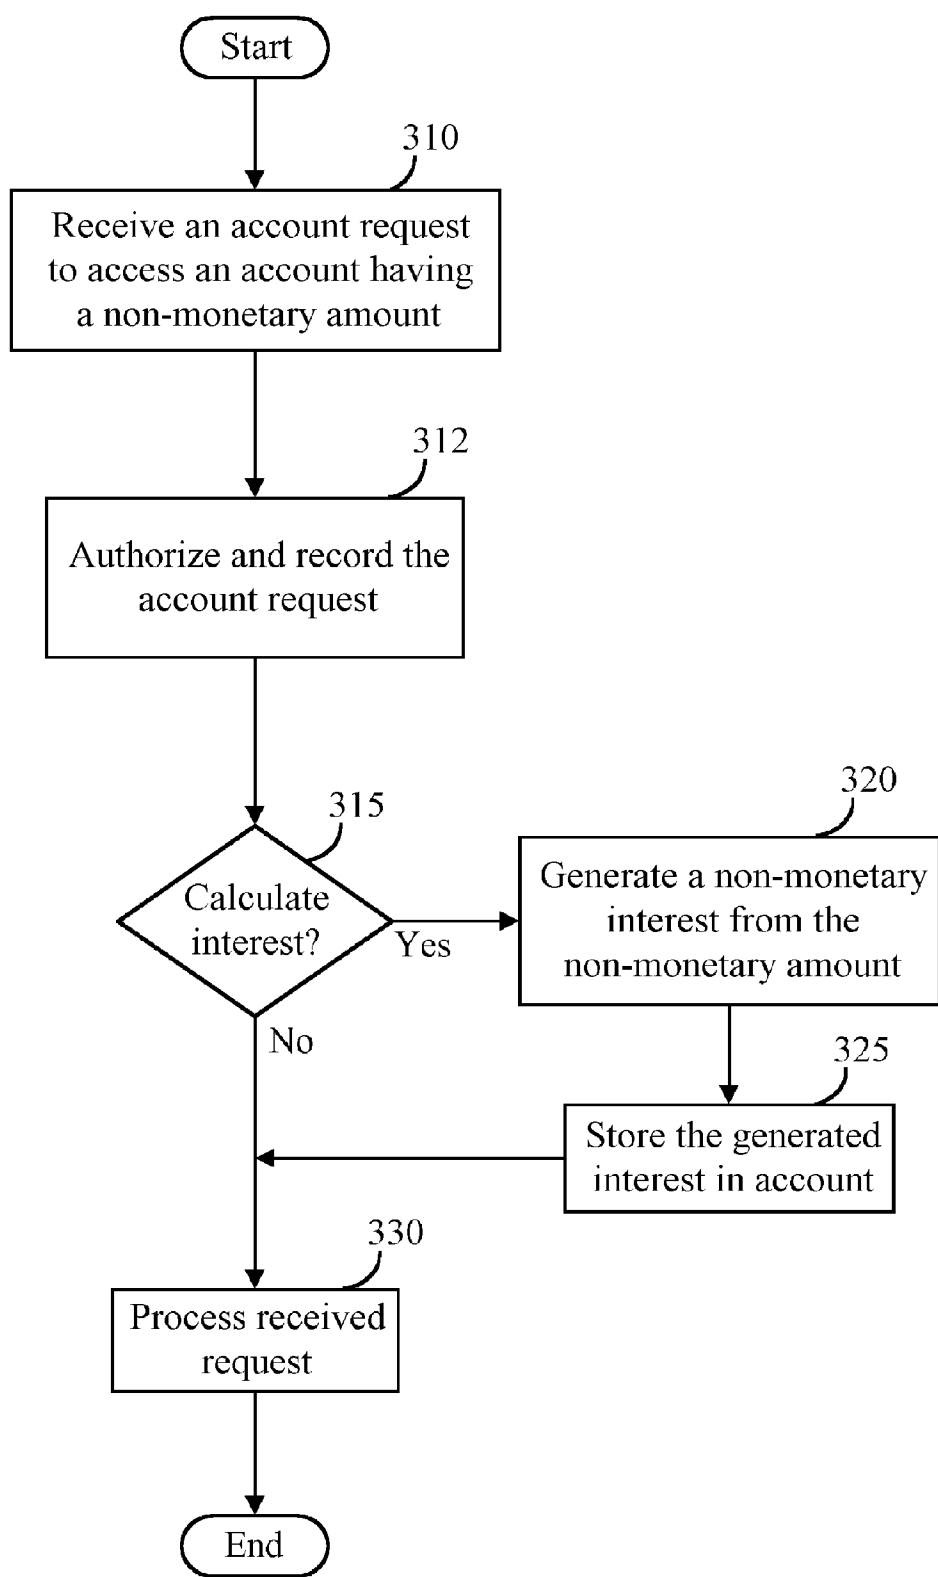 Start
310
Receive an account request
to access an account having
a non-monetary amount
312
Authorize and record the
account request
315
Calculate
interest?
Yes
No
320
Generate a non-monetary
interest from the
non-monetary amount
325
Store the generated
interest in account
330
Process received
request
End